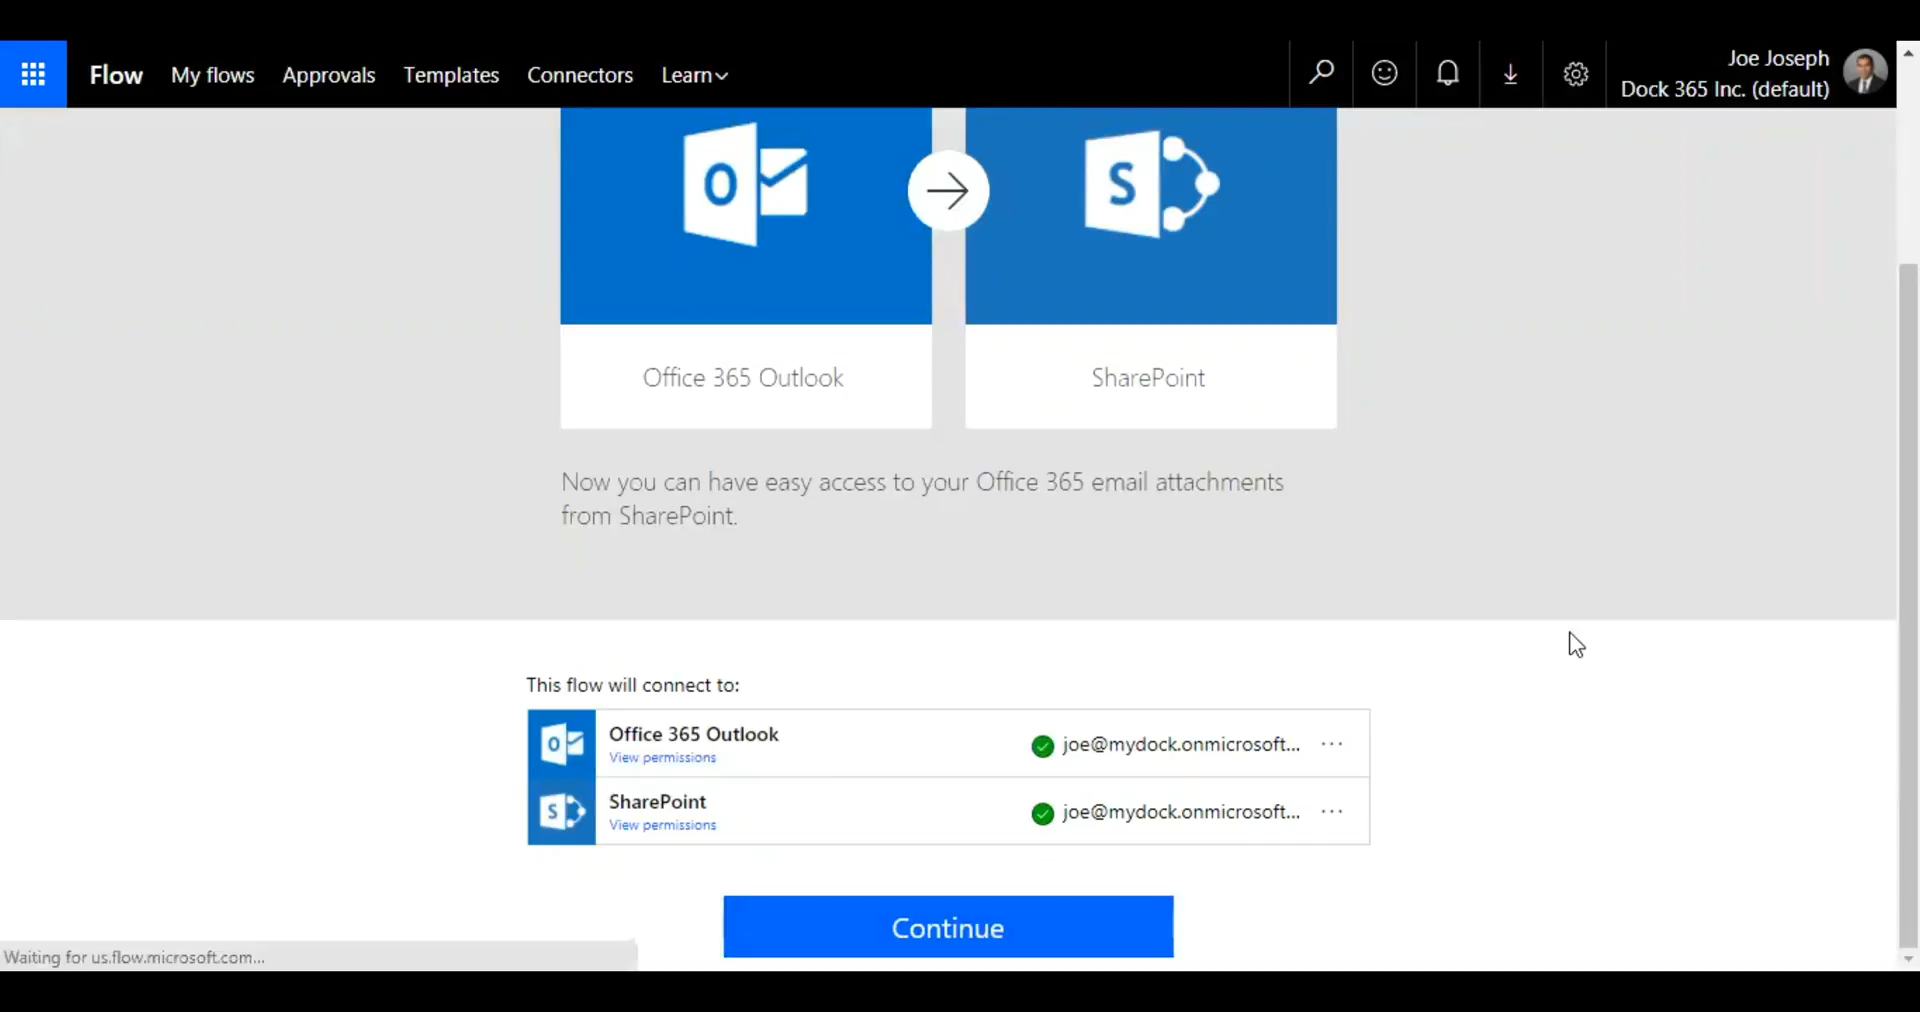 Flow My flows Approvals Templates Connectors Learn
Joe Joseph
Dock 365 Inc. (default)
Office 365 Outlook
SharePoint
Now you can have easy access to your Office 365 email attachments
from SharePoint.
This flow will connect to:
Office 365 Outlook
View permissions
joe@mydock.onmicrosoft...
SharePoint
View permissions
joe@mydock.onmicrosoft...
Continue
Waiting for us.flow.microsoft.com...